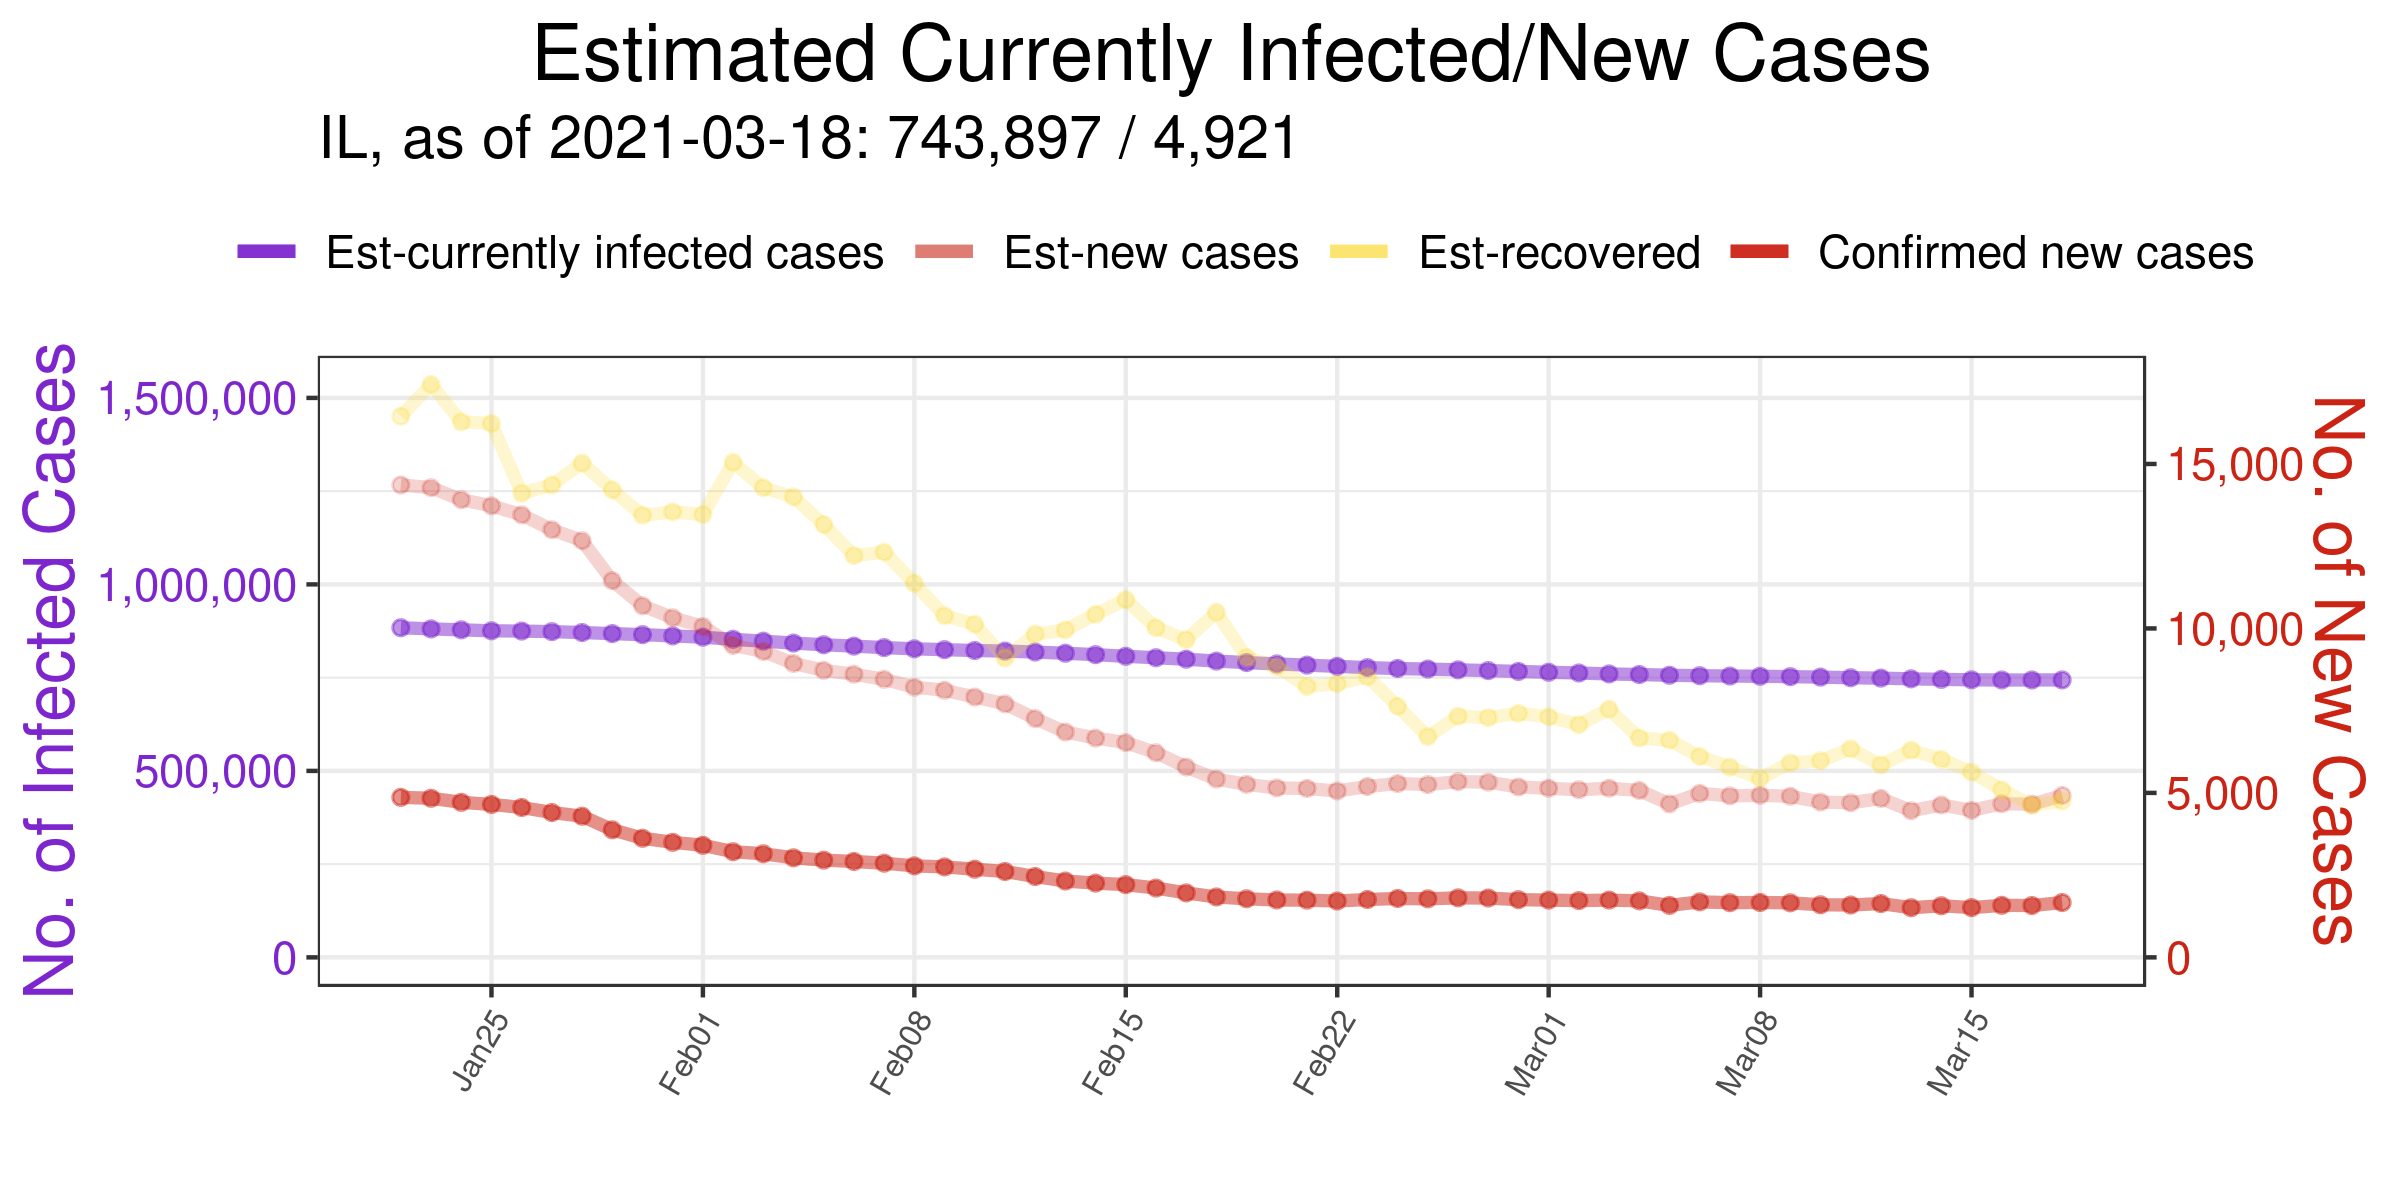 Estimated Currently Infected/New Cases
IL, as of 2021-03-18: 743,897 / 4,921
Est-currently infected cases Est-new cases Est-recovered Confirmed new cases
No. of Infected Cases
1,500,000
1,000,000
500,000
0
15,000
10,000
5,000
0
No. of New Cases
Jan25 Feb01 Feb08 Feb15 Feb22 Mar01 Mar08 Mar15